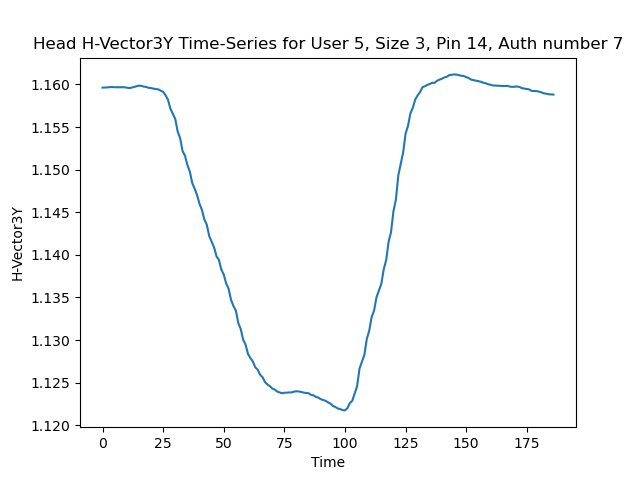 Head H-Vector3Y Time-Series for User 5, Size 3, Pin 14, Auth number 7
1.160
1.155
1.150
1.145
1.140
1.135
1.130
1.125
1.120
H-Vector3Y
0 25 50 75 100 125 150 175
Time